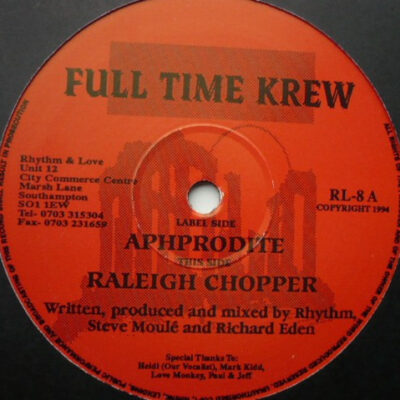 FULL TIME KREW
Rhythm & Love
Unit 12
City Commerce Centre
Marsh Lane
Southampton
SO1 1EW
Tel- 0703 315304
Fax- 0703 231659
RL-8 A
COPYRIGHT 1994
LABEL SIDE
APHPRODITE
THIS SIDE
RALEIGH CHOPPER
Written, produced and mixed by Rhythm,
Steve Moulé and Richard Eden
Special Thanks To:
Heidi (Our Vocalist), Mark Kidd,
Love Monkey, Paul & Jeff